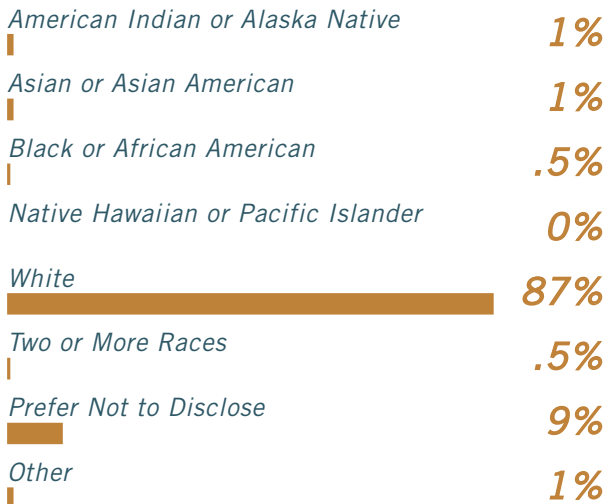 American Indian or Alaska Native 1%
Asian or Asian American 1%
Black or African American .5%
Native Hawaiian or Pacific Islander 0%
White 87%
Two or More Races .5%
Prefer Not to Disclose 9%
Other 1%